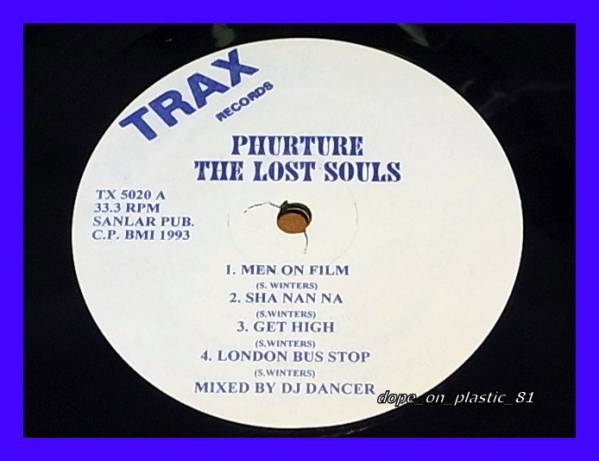 TRAX
RECORDS
PHURTURE
THE LOST SOULS
TX 5020 A
33.3 RPM
SANLAR PUB.
C.P. BMI 1993
1. MEN ON FILM
(S. WINTERS)
2. SHA NAN NA
(S.WINTERS)
3. GET HIGH
(S.WINTERS)
4. LONDON BUS STOP
(S.WINTERS)
MIXED BY DJ DANCER
dope_on_plastic_81